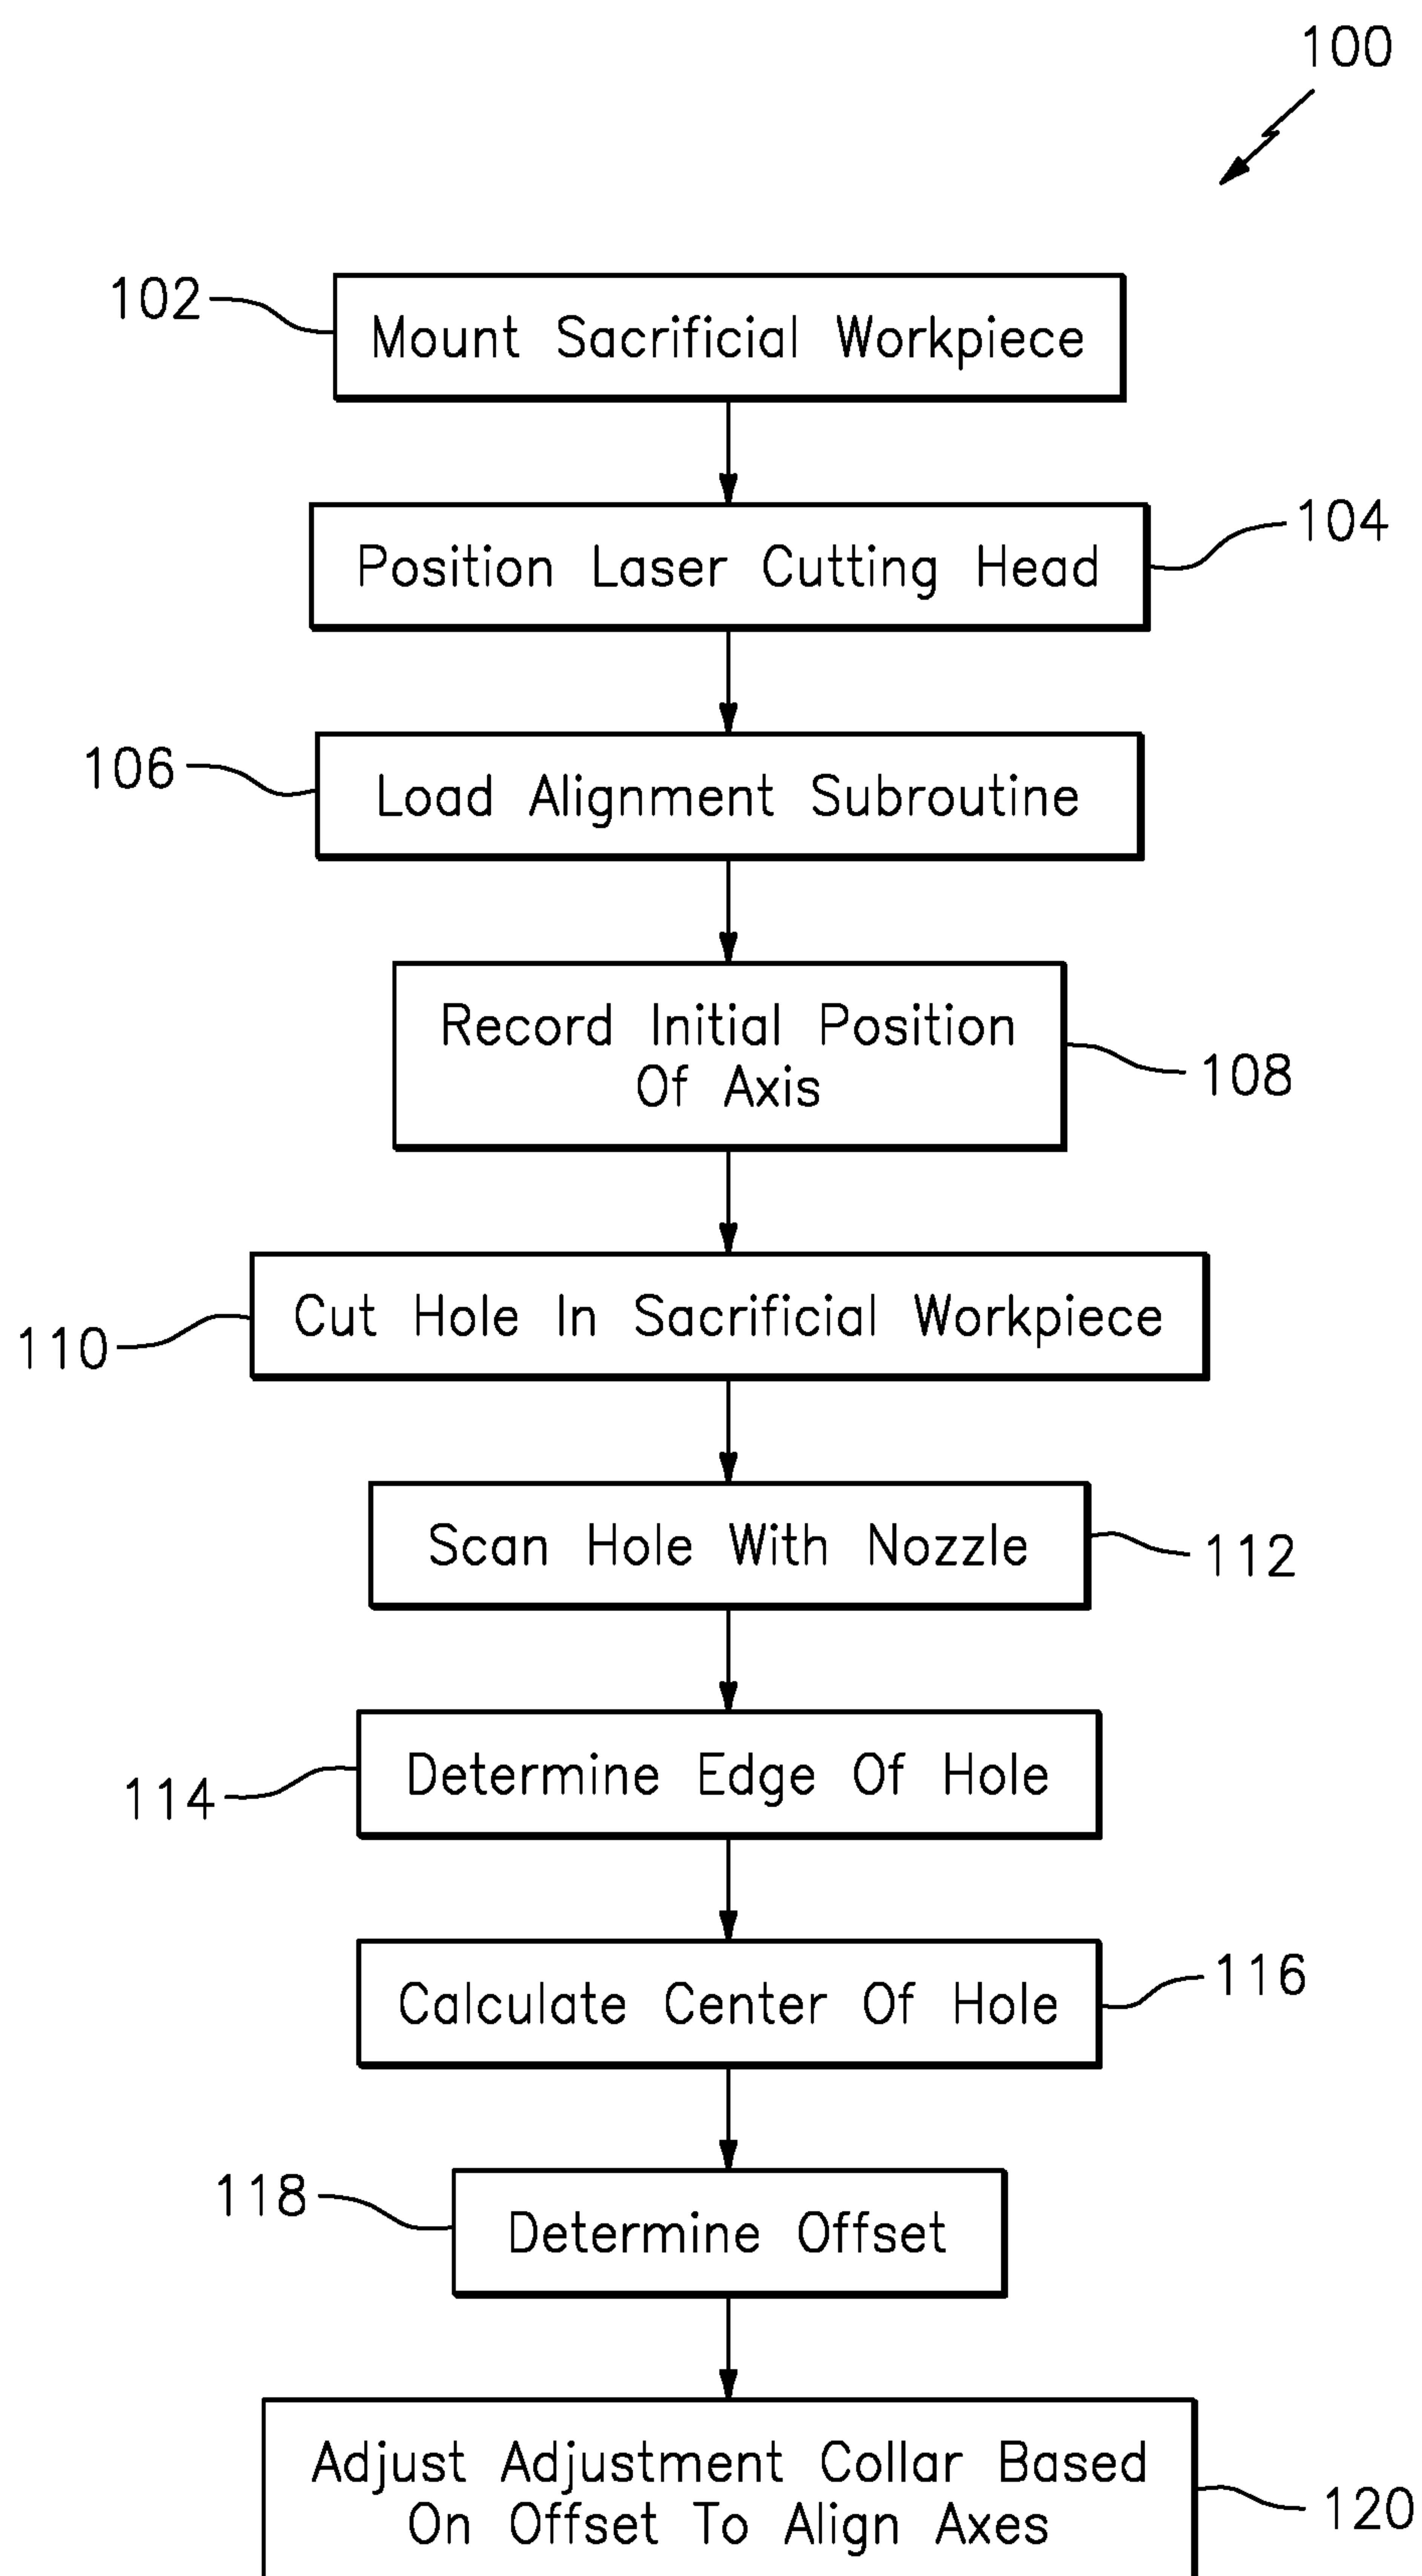 100
102
Mount Sacrificial Workpiece
Position Laser Cutting Head
104
106
Load Alignment Subroutine
Record Initial Position
Of Axis
108
Cut Hole In Sacrificial Workpiece
110
Scan Hole With Nozzle
112
Determine Edge Of Hole
114
Calculate Center Of Hole
116
118
Determine Offset
Adjust Adjustment Collar Based
On Offset To Align Axes
120